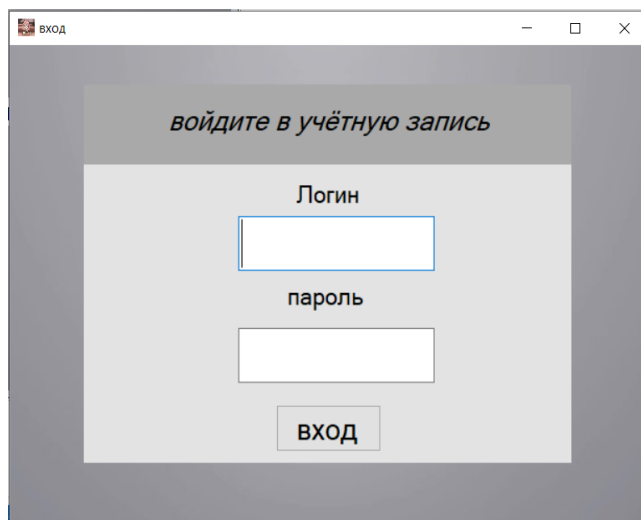 вход
войдите в учётную запись
Логин
пароль
вход